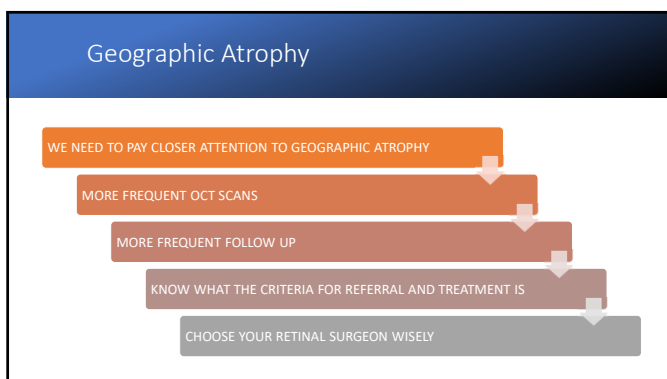 Geographic Atrophy
WE NEED TO PAY CLOSER ATTENTION TO GEOGRAPHIC ATROPHY
MORE FREQUENT OCT SCANS
MORE FREQUENT FOLLOW UP
KNOW WHAT THE CRITERIA FOR REFERRAL AND TREATMENT IS
CHOOSE YOUR RETINAL SURGEON WISELY